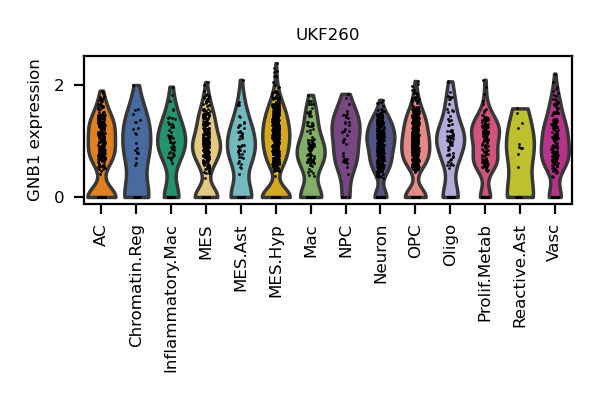 UKF260
GNB1 expression
2
0
AC
Chromatin.Reg
Inflammatory.Mac
MES
MES.Ast
MES.Hyp
Mac
NPC
Neuron
OPC
Oligo
Prolif.Metab
Reactive.Ast
Vasc